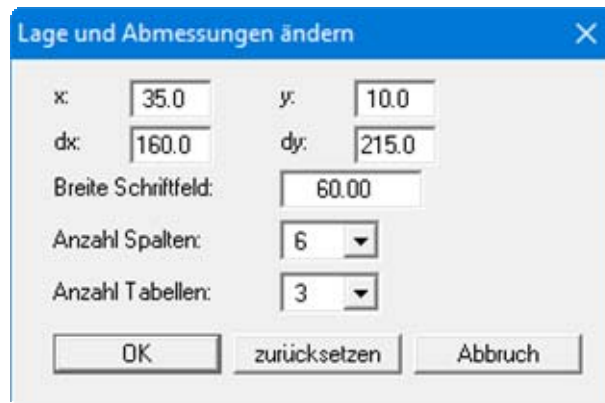 Lage und Abmessungen ändern
x: 35.0 y: 10.0
dx: 160.0 dy: 215.0
Breite Schriftfeld: 60.00
Anzahl Spalten: 6
Anzahl Tabellen: 3
OK zurücksetzen Abbruch